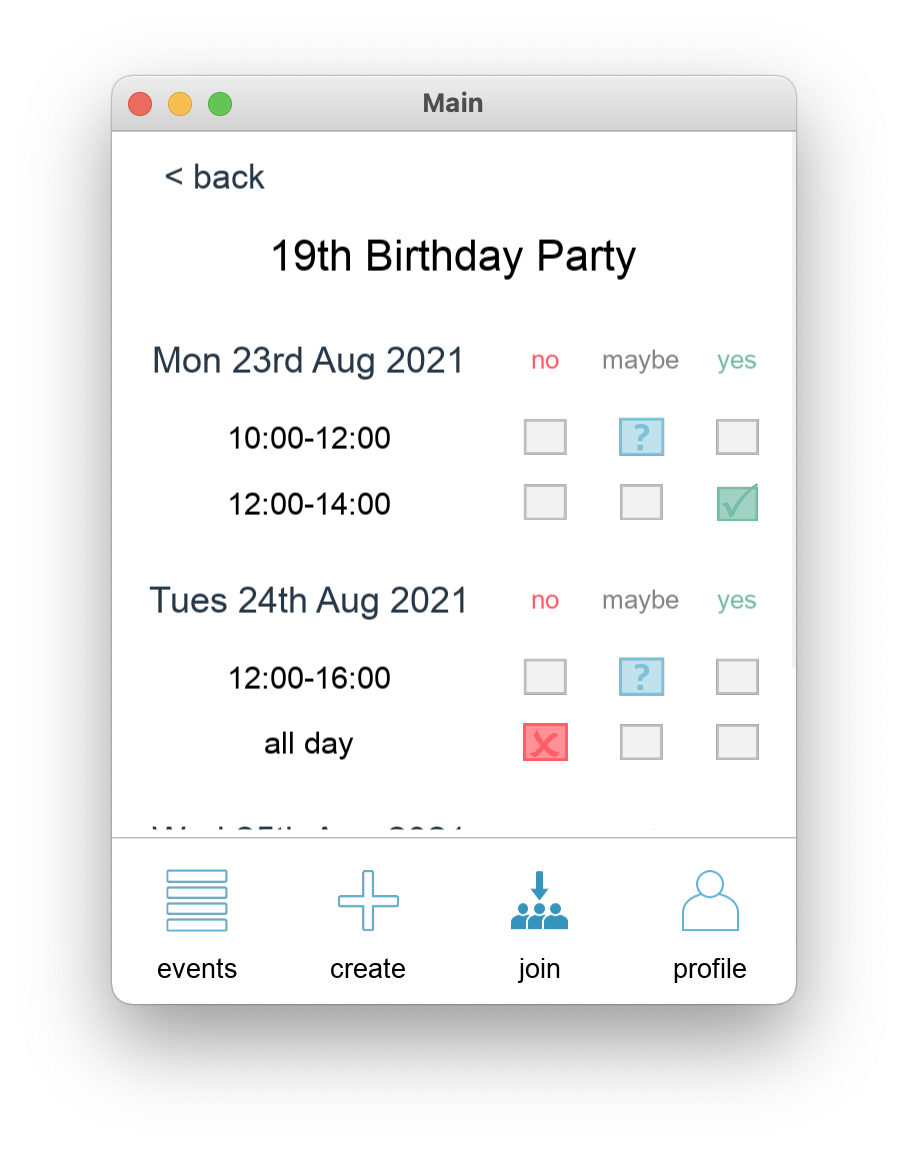 Main
< back
19th Birthday Party
Mon 23rd Aug 2021 no maybe yes
10:00-12:00 ?
12:00-14:00
Tues 24th Aug 2021 no maybe yes
12:00-16:00 ?
all day
events create join profile